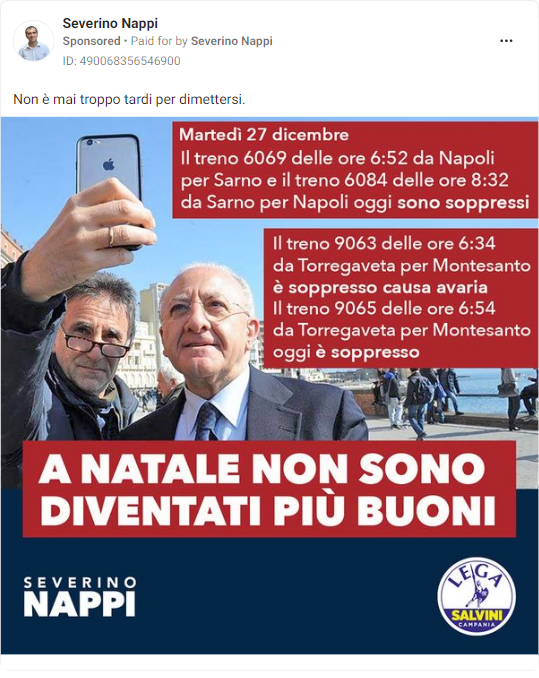 Severino Nappi
Sponsored • Paid for by Severino Nappi
ID: 490068356546900
Non è mai troppo tardi per dimettersi.
Martedì 27 dicembre
Il treno 6069 delle ore 6:52 da Napoli
per Sarno e il treno 6084 delle ore 8:32
da Sarno per Napoli oggi sono soppressi
Il treno 9063 delle ore 6:34
da Torregaveta per Montesanto
è soppresso causa avaria
Il treno 9065 delle ore 6:54
da Torregaveta per Montesanto
oggi è soppresso
A NATALE NON SONO
DIVENTATI PIÙ BUONI
SEVERINO
NAPPI
LEGA
SALVINI
CAMPANIA